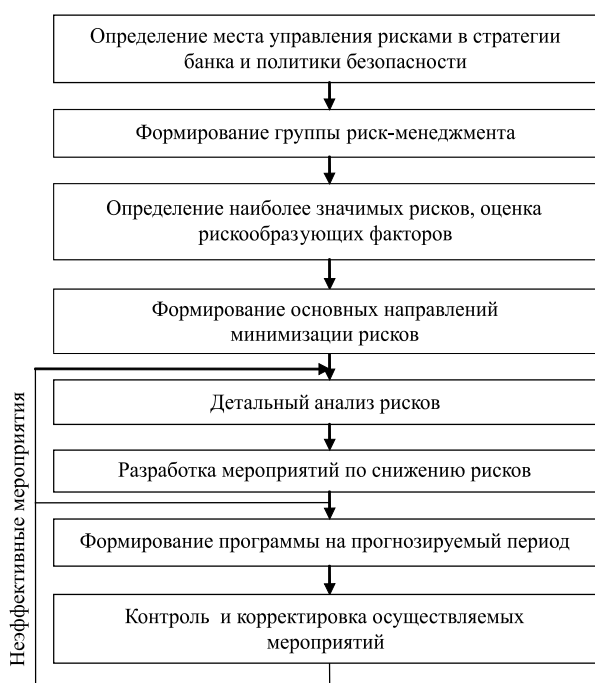 Определение места управления рисками в стратегии
банка и политики безопасности
Формирование группы риск-менеджмента
Определение наиболее значимых рисков, оценка
рискообразующих факторов
Формирование основных направлений
минимизации рисков
Детальный анализ рисков
Разработка мероприятий по снижению рисков
Формирование программы на прогнозируемый период
Контроль и корректировка осуществляемых
мероприятий
Неэффективные мероприятия